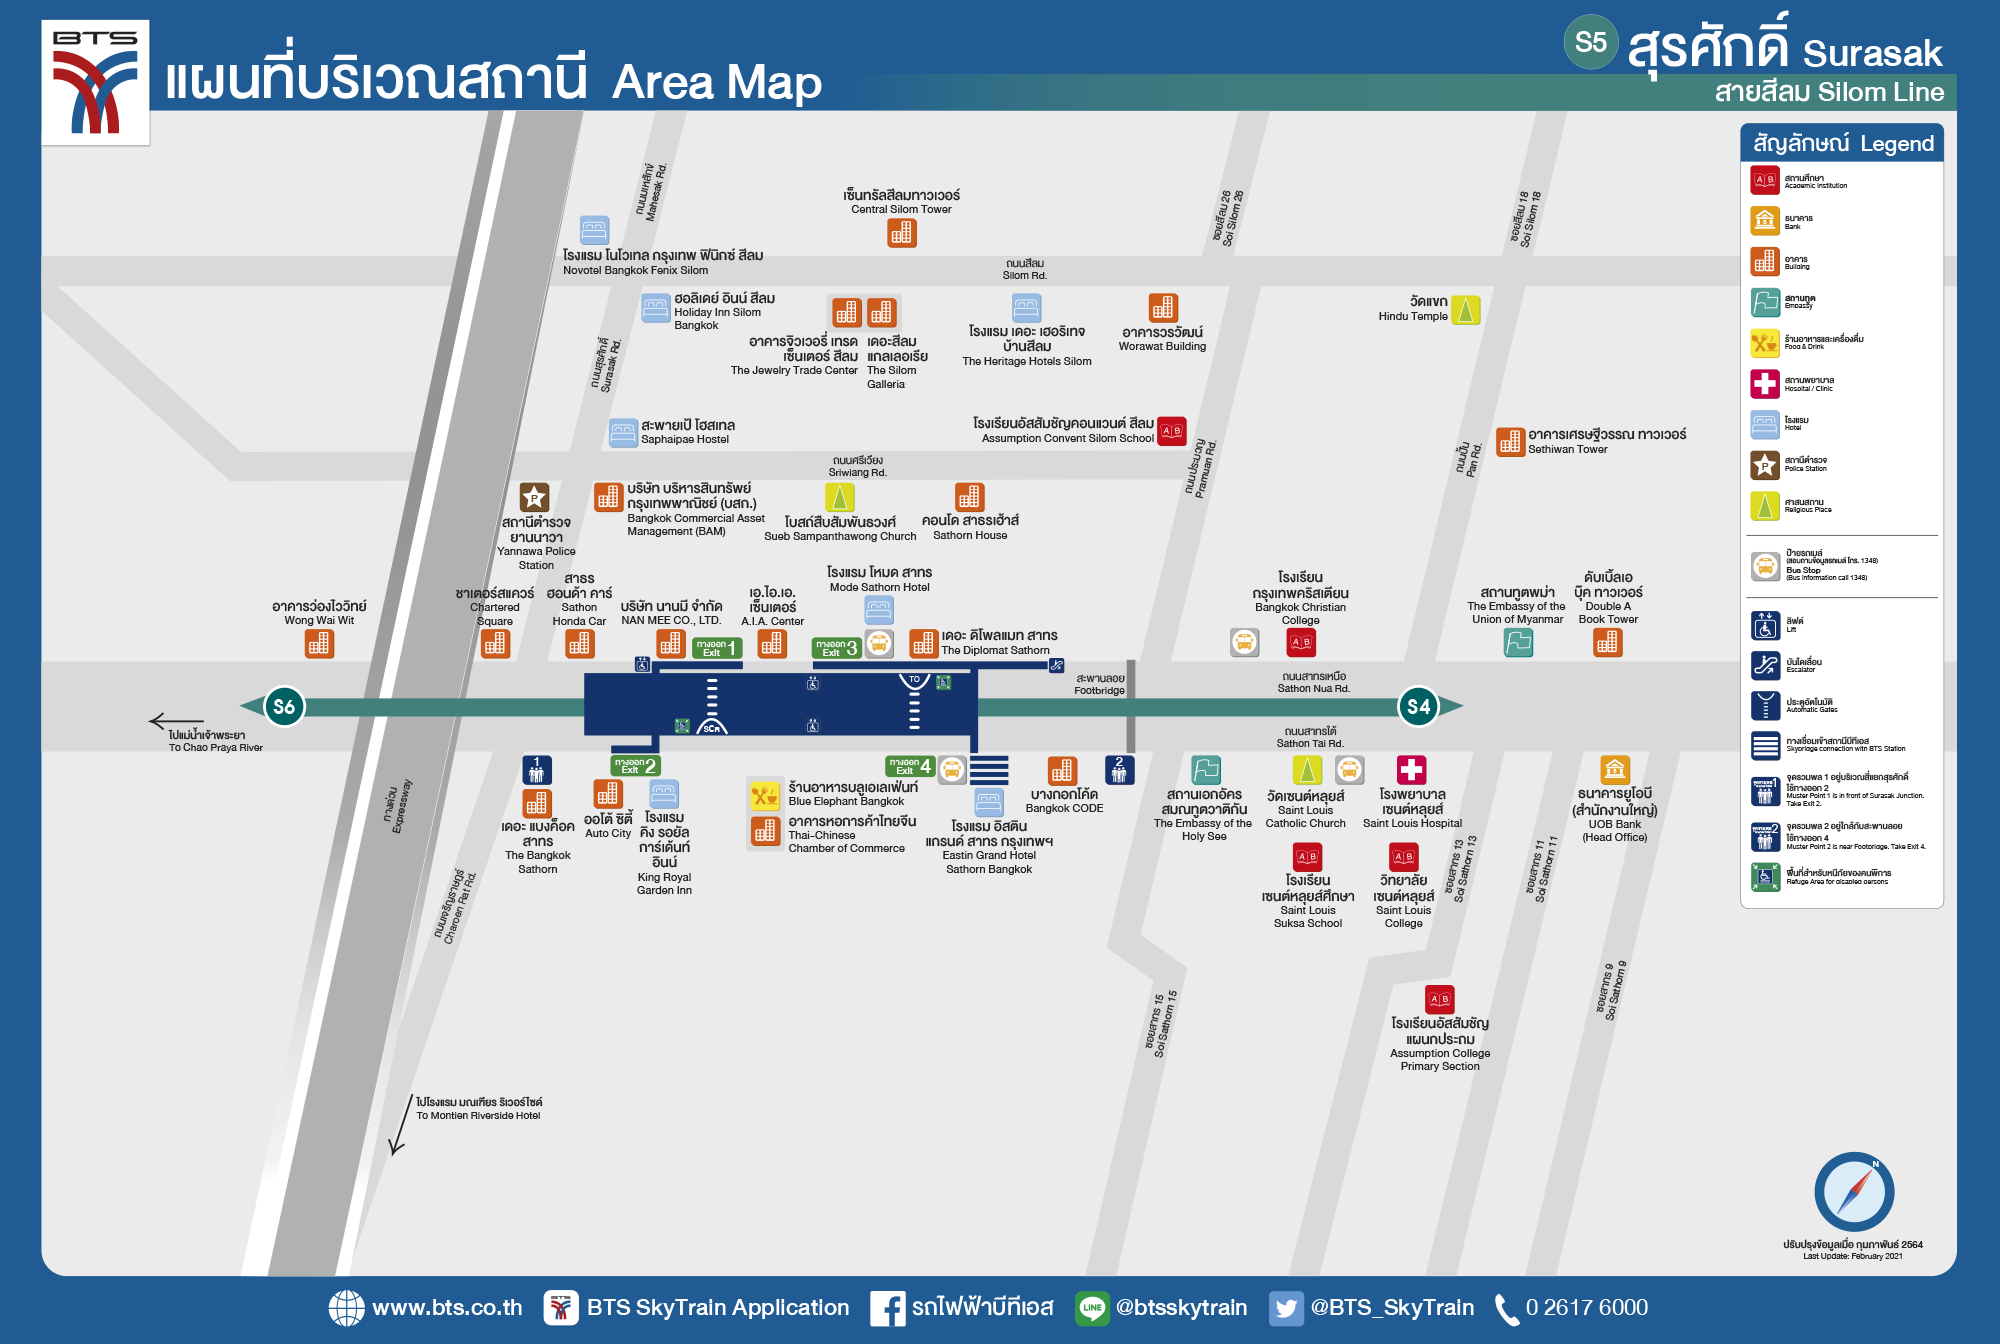 BTS
แผนที่บริเวณสถานี Area Map
S5 สุรศักดิ์ Surasak
สายสีลม Silom Line
สัญลักษณ์ Legend
สถานศึกษา
Academic Institution
ธนาคาร
Bank
อาคาร
Building
สถานทูต
Embassy
ร้านอาหารและเครื่องดื่ม
Food & Drink
สถานพยาบาล
Hospital / Clinic
โรงแรม
Hotel
สถานีตำรวจ
Police Station
ศาสนสถาน
Religious Place
ป้ายรถเมล์
(สอบถามข้อมูลรถเมล์ โทร. 1348)
Bus Stop
(Bus information call 1348)
ลิฟต์
Lift
บันไดเลื่อน
Escalator
ประตูอัตโนมัติ
Automatic Gates
ทางเชื่อมเข้าสถานีบีทีเอส
Skybridge connection with BTS Station
จุดรวมพล 1 อยู่บริเวณสี่แยกสุรศักดิ์
ใช้ทางออก 2
Muster Point 1 is in front of Surasak Junction.
Take Exit 2.
จุดรวมพล 2 อยู่ใกล้กับสะพานลอย
ใช้ทางออก 4
Muster Point 2 is near Footbridge. Take Exit 4.
พื้นที่สำหรับหนีภัยของคนพิการ
Refuge Area for disabled persons
ถนนมเหสักข์
Mahesak Rd.
เซ็นทรัลสีลมทาวเวอร์
Central Silom Tower
ซอยสีลม 26
Soi Silom 26
ซอยสีลม 18
Soi Silom 18
โรงแรม โนโวเทล กรุงเทพ ฟีนิกซ์ สีลม
Novotel Bangkok Fenix Silom
ถนนสีลม
Silom Rd.
ฮอลิเดย์ อินน์ สีลม
Holiday Inn Silom
Bangkok
อาคารจิวเวอรี่ เทรด
เซ็นเตอร์ สีลม
The Jewelry Trade Center
เดอะสีลม
แกลเลอเรีย
The Silom
Galleria
โรงแรม เดอะ เฮอริเทจ
บ้านสีลม
The Heritage Hotels Silom
อาคารวรวัฒน์
Worawat Building
วัดแขก
Hindu Temple
ถนนสุรศักดิ์
Surasak Rd.
สะพายเป้ โฮสเทล
Saphaipae Hostel
โรงเรียนอัสสัมชัญคอนแวนต์ สีลม
Assumption Convent Silom School
ถนนประมวญ
Pramuan Rd.
ถนนปั้น
Pan Rd.
อาคารเศรษฐีวรรณ ทาวเวอร์
Sethiwan Tower
ถนนศรีเวียง
Sriwiang Rd.
สถานีตำรวจ
ยานนาวา
Yannawa Police
Station
บริษัท บริหารสินทรัพย์
กรุงเทพพาณิชย์ (บสก.)
Bangkok Commercial Asset
Management (BAM)
โบสถ์สืบสัมพันธวงศ์
Sueb Sampanthawong Church
คอนโด สาธรเฮ้าส์
Sathorn House
อาคารว่องไววิทย์
Wong Wai Wit
ชาเตอร์สแควร์
Chartered
Square
สาธร
ฮอนด้า คาร์
Sathon
Honda Car
บริษัท นานมี จำกัด
NAN MEE CO., LTD.
ทางออก
Exit 1
เอ.ไอ.เอ.
เซ็นเตอร์
A.I.A. Center
โรงแรม โหมด สาทร
Mode Sathorn Hotel
ทางออก
Exit 3
เดอะ ดิโพลแมท สาทร
The Diplomat Sathorn
โรงเรียน
กรุงเทพคริสเตียน
Bangkok Christian
College
สถานทูตพม่า
The Embassy of the
Union of Myanmar
ดับเบิ้ลเอ
บุ๊ค ทาวเวอร์
Double A
Book Tower
สะพานลอย
Footbridge
ถนนสาทรเหนือ
Sathon Nua Rd.
S6
SCR
TO
S4
ไปแม่น้ำเจ้าพระยา
To Chao Praya River
ถนนสาทรใต้
Sathon Tai Rd.
ทางด่วน
Expressway
1
เดอะ แบงค็อค
สาทร
The Bangkok
Sathorn
ทางออก
Exit 2
ออโต้ ซิตี้
Auto City
โรงแรม
คิง รอยัล
การ์เด้นท์
อินน์
King Royal
Garden Inn
ร้านอาหารบลูเอเลเฟ่นท์
Blue Elephant Bangkok
อาคารหอการค้าไทยจีน
Thai-Chinese
Chamber of Commerce
ทางออก
Exit 4
โรงแรม อีสติน
แกรนด์ สาทร กรุงเทพฯ
Eastin Grand Hotel
Sathorn Bangkok
บางกอกโค้ด
Bangkok CODE
2
สถานเอกอัคร
สมณทูตวาติกัน
The Embassy of the
Holy See
วัดเซนต์หลุยส์
Saint Louis
Catholic Church
โรงพยาบาล
เซนต์หลุยส์
Saint Louis Hospital
ธนาคารยูโอบี
(สำนักงานใหญ่)
UOB Bank
(Head Office)
โรงเรียน
เซนต์หลุยส์ศึกษา
Saint Louis
Suksa School
วิทยาลัย
เซนต์หลุยส์
Saint Louis
College
ซอยสาทร 13
Soi Sathorn 13
ซอยสาทร 11
Soi Sathorn 11
ถนนเจริญราษฎร์
Charoen Rat Rd.
ซอยสาทร 15
Soi Sathorn 15
ซอยสาทร 9
Soi Sathorn 9
โรงเรียนอัสสัมชัญ
แผนกประถม
Assumption College
Primary Section
ไปโรงแรม มณเฑียร ริเวอร์ไซด์
To Montien Riverside Hotel
N
ปรับปรุงข้อมูลเมื่อ กุมภาพันธ์ 2564
Last Update: February 2021
www.bts.co.th BTS SkyTrain Application รถไฟฟ้าบีทีเอส LINE @btsskytrain @BTS_SkyTrain 0 2617 6000